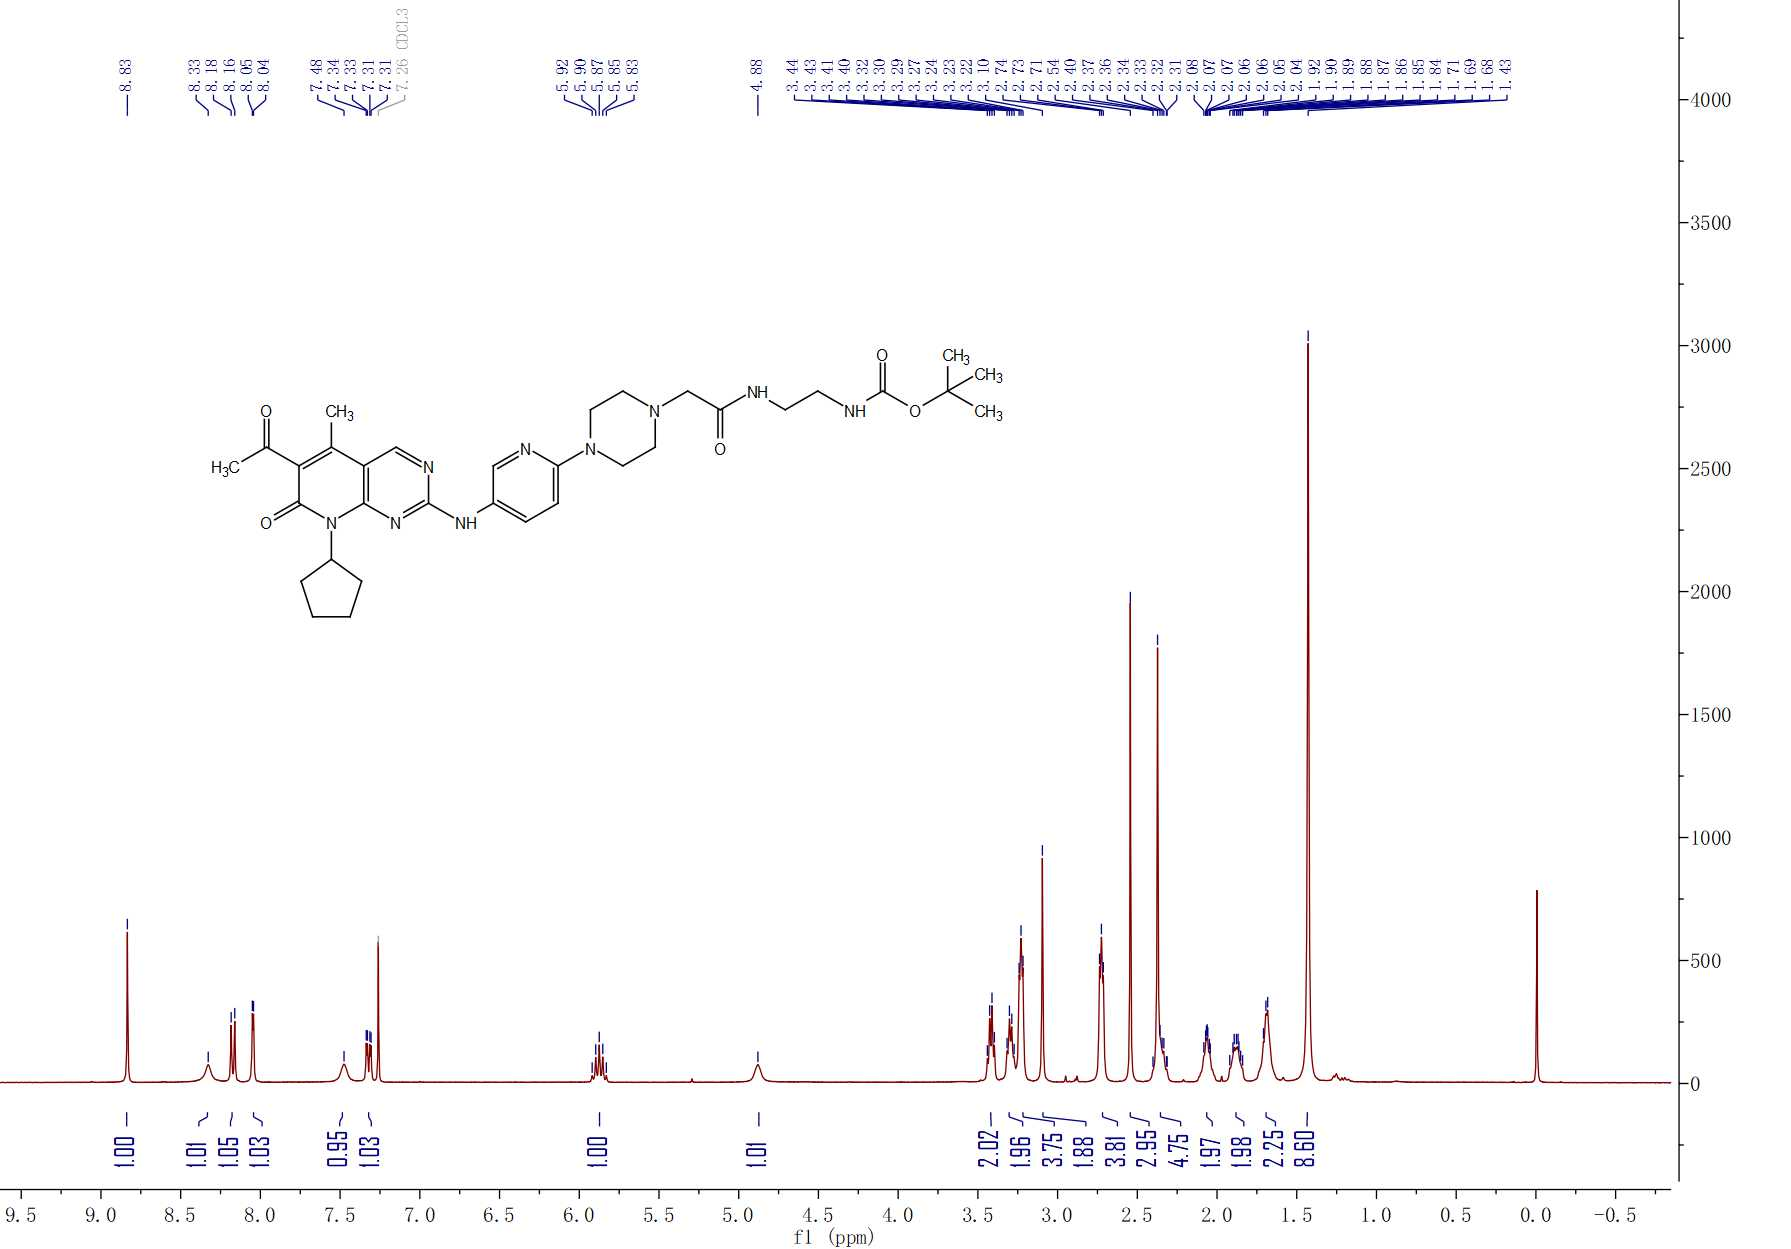 8.83 8.33 8.18 8.16 8.05 8.04 7.48 7.34 7.33 7.31 7.31 7.26 CDCL3 5.92 5.90 5.87 5.85 5.83 4.88 3.44 3.43 3.41 3.40 3.32 3.30 3.29 3.27 3.24 3.23 3.22 3.10 2.74 2.73 2.71 2.54 2.40 2.37 2.36 2.34 2.33 2.32 2.31 2.08 2.07 2.07 2.06 2.06 2.05 2.04 1.92 1.90 1.89 1.88 1.87 1.86 1.85 1.84 1.71 1.69 1.68 1.43
4000
3500
3000
2500
2000
1500
1000
500
0
O CH3
CH3
NH NH O CH3
O CH3 N O
H3C N N N
O N N NH
1.00 1.01 1.05 1.03 0.95 1.03 1.00 1.01 2.02 1.96 3.75 1.88 3.81 2.95 4.75 1.97 1.98 2.25 8.60
9.5 9.0 8.5 8.0 7.5 7.0 6.5 6.0 5.5 5.0 4.5 4.0 3.5 3.0 2.5 2.0 1.5 1.0 0.5 0.0 -0.5
f1 (ppm)